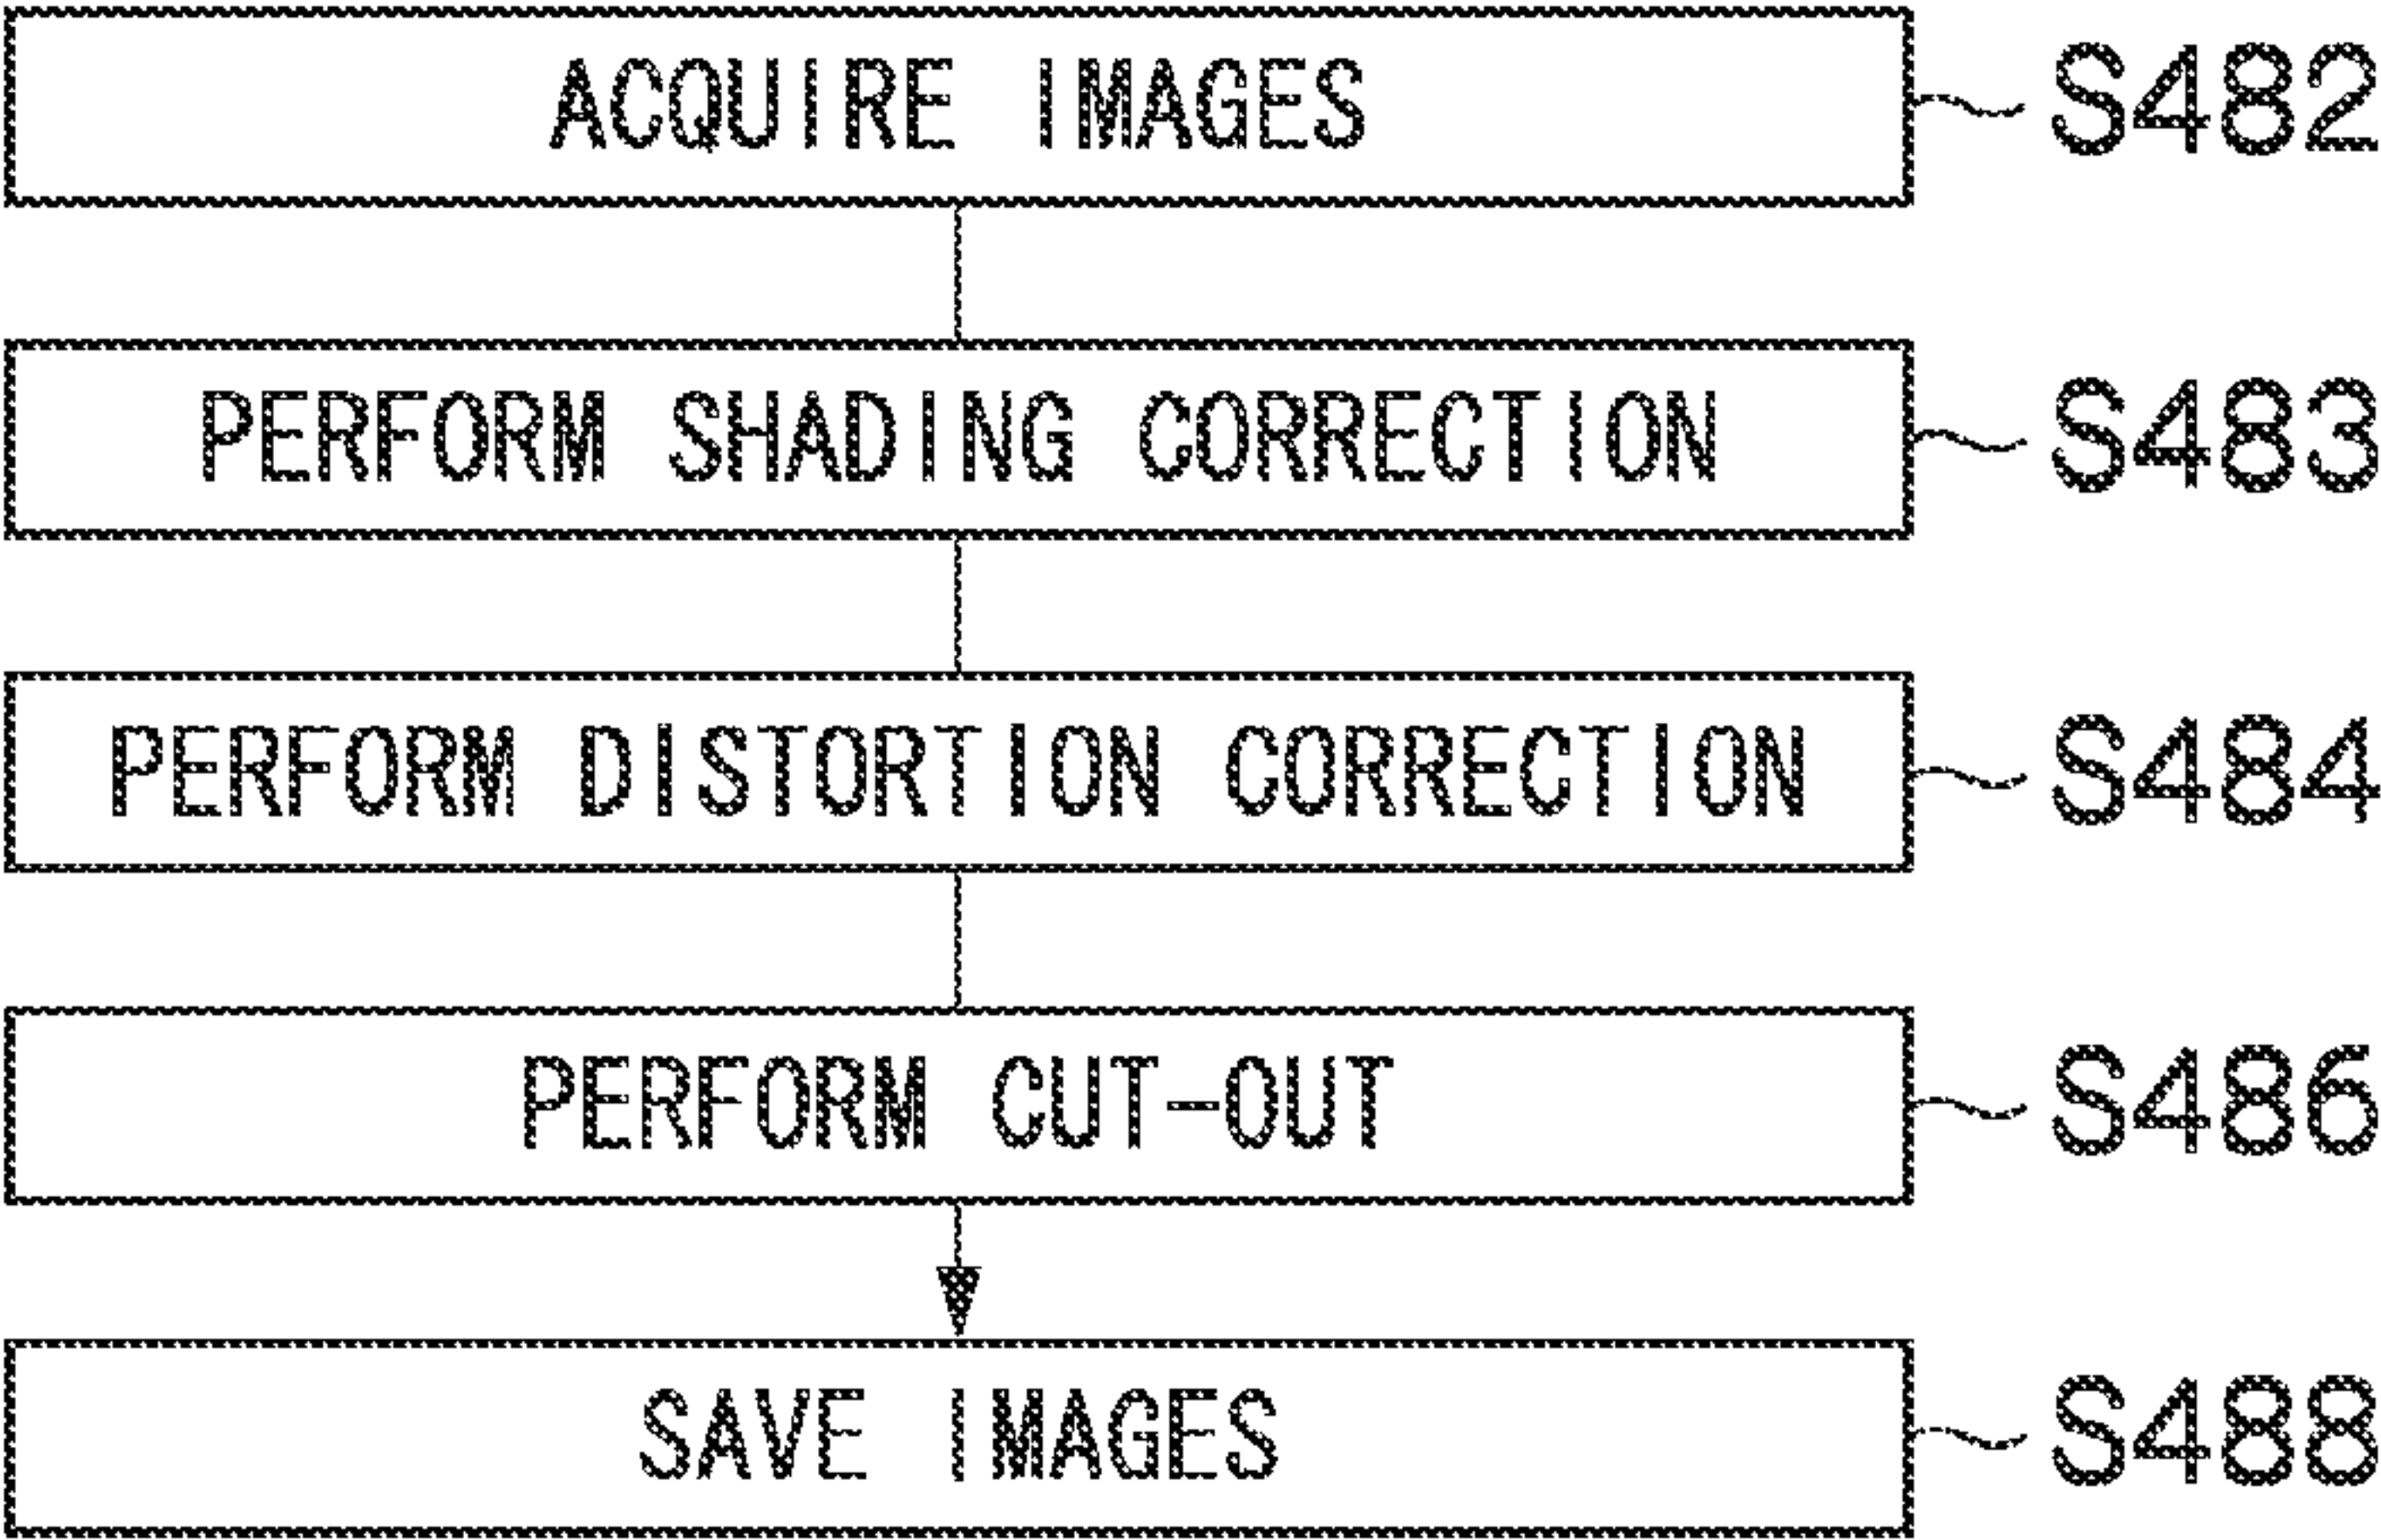 ACQUIRE IMAGES S482
PERFORM SHADING CORRECTION S483
PERFORM DISTORTION CORRECTION S484
PERFORM CUT-OUT S486
SAVE IMAGES S488